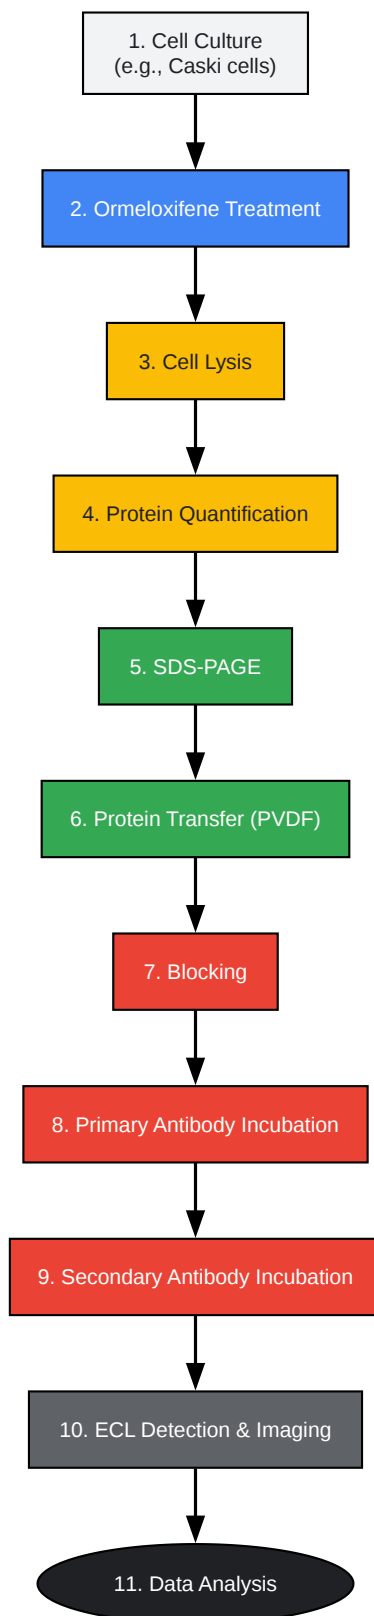 1. Cell Culture
(e.g., Caski cells)
2. Ormeloxifene Treatment
3. Cell Lysis
4. Protein Quantification
5. SDS-PAGE
6. Protein Transfer (PVDF)
7. Blocking
8. Primary Antibody Incubation
9. Secondary Antibody Incubation
10. ECL Detection & Imaging
11. Data Analysis